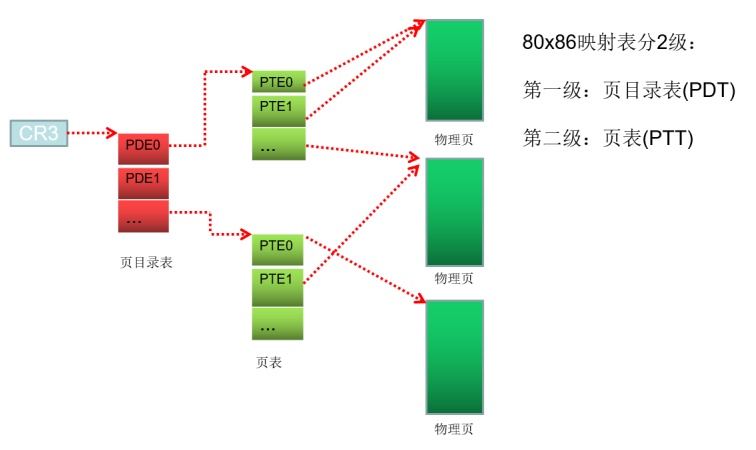 80x86映射表分2级：
第一级：页目录表(PDT)
第二级：页表(PTT)
CR3
PDE0
PDE1
...
页目录表
PTE0
PTE1
...
PTE0
PTE1
...
页表
物理页
物理页
物理页